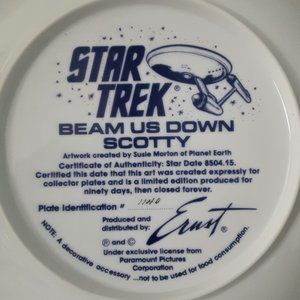 STAR
TREK®
BEAM US DOWN
SCOTTY
Artwork created by Susie Morton of Planet Earth
Certificate of Authenticity: Star Date 8504.15.
Certified this date that this art was created expressly for
collector plates and is a limited edition produced for
ninety days, then closed forever.
Plate Identification #
Produced and
distributed by: Ernst
® and ©
Under exclusive license from
Paramount Pictures
Corporation
NOTE: A decorative accessory ...not to be used for food consumption.